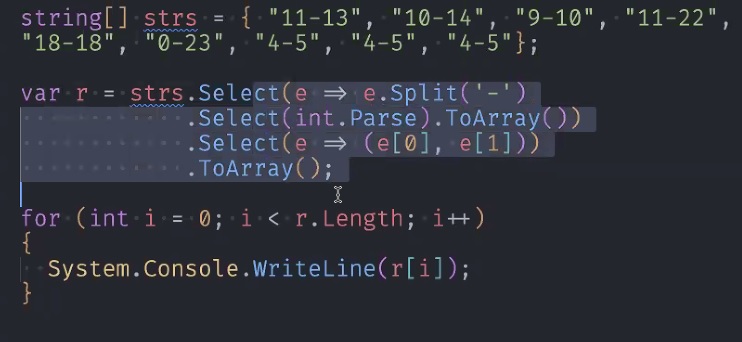 string[] strs = { "11-13", "10-14", "9-10", "11-22",
"18-18", "0-23", "4-5", "4-5", "4-5"};
var r = strs.Select(e => e.Split('-')
.Select(int.Parse).ToArray())
.Select(e => (e[0], e[1]))
.ToArray();
for (int i = 0; i < r.Length; i++)
{
System.Console.WriteLine(r[i]);
}